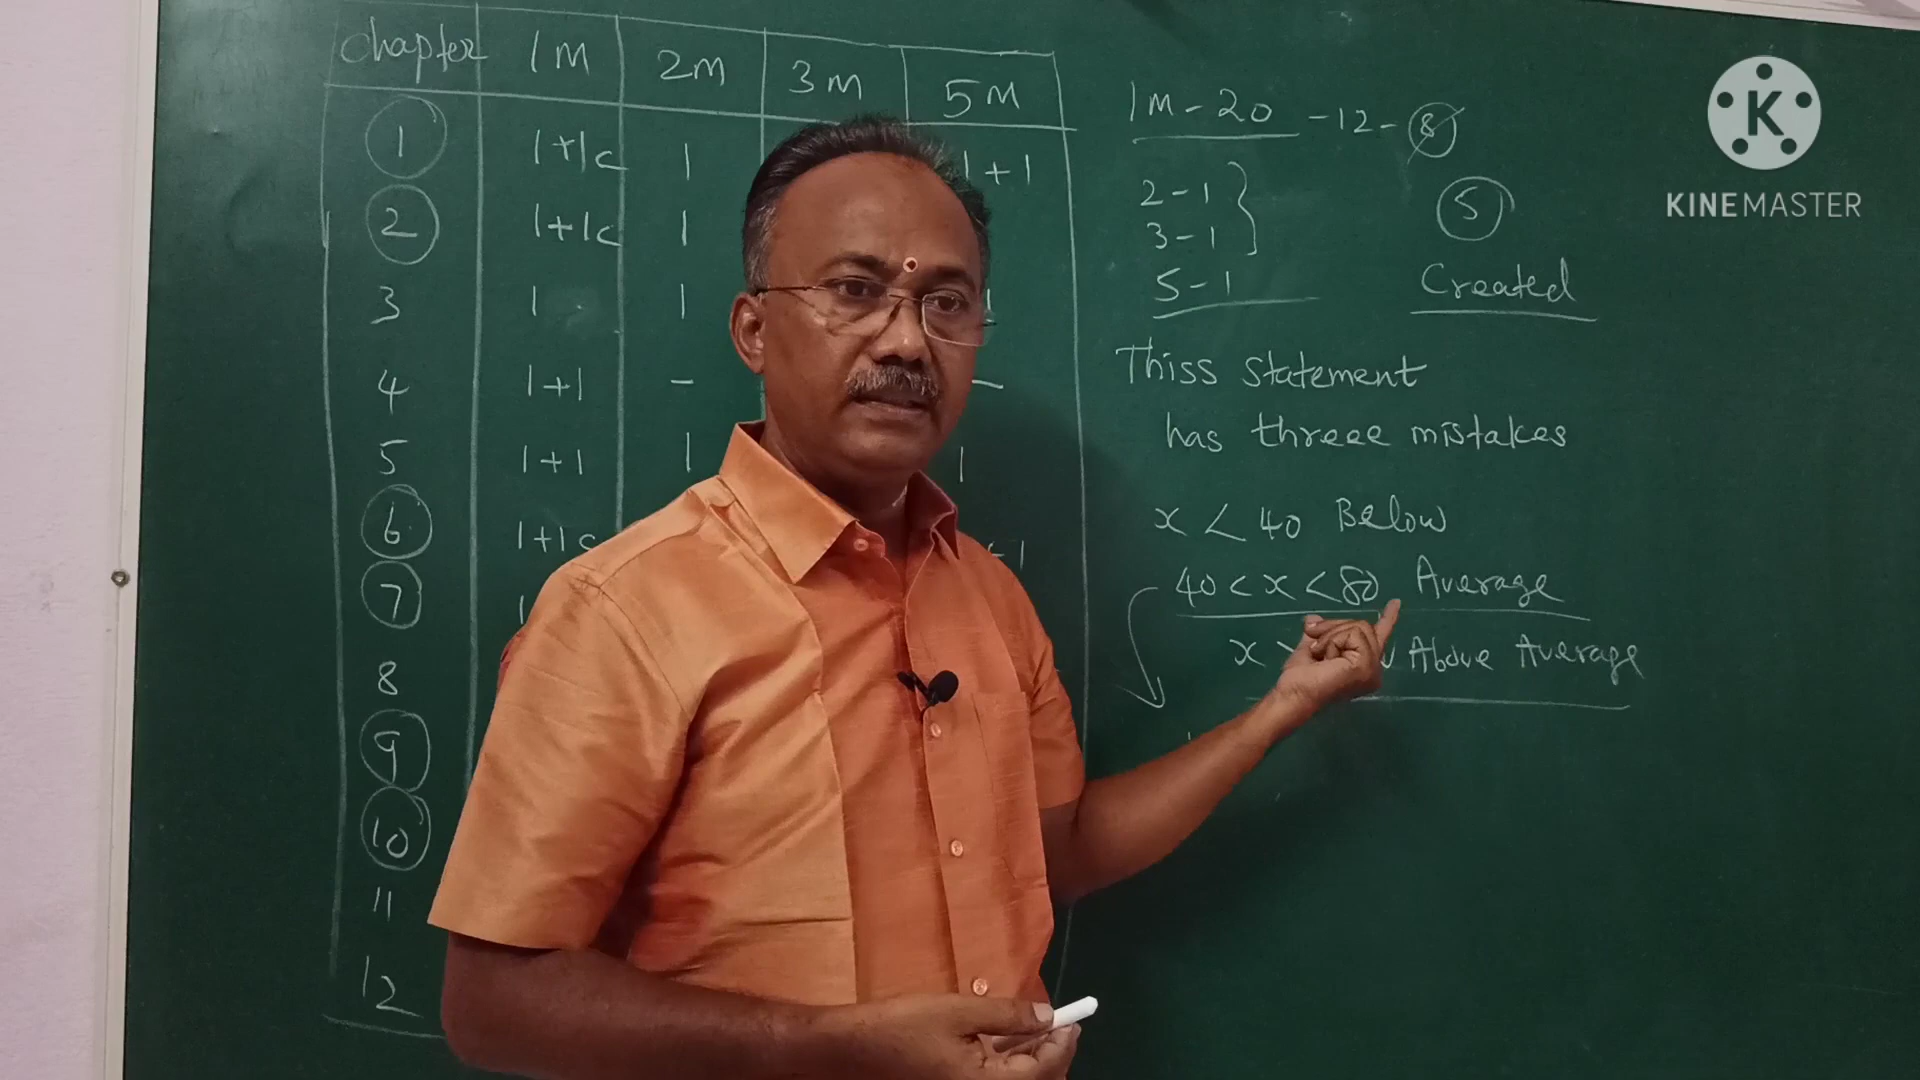 chapter 1M 2M 3M 5M
1 1+1c 1 1+1
2 1+1c 1
3 1 1
4 1+1 - -
5 1+1 1 1
6 1+1c
7
8
9
10
11
12
1M-20 -12-8
2-1
3-1
5-1
5
Created
Thiss statement
has threee mistakes
x < 40 Below
40 < x < 80 Average
x Above Average
K
KINEMASTER